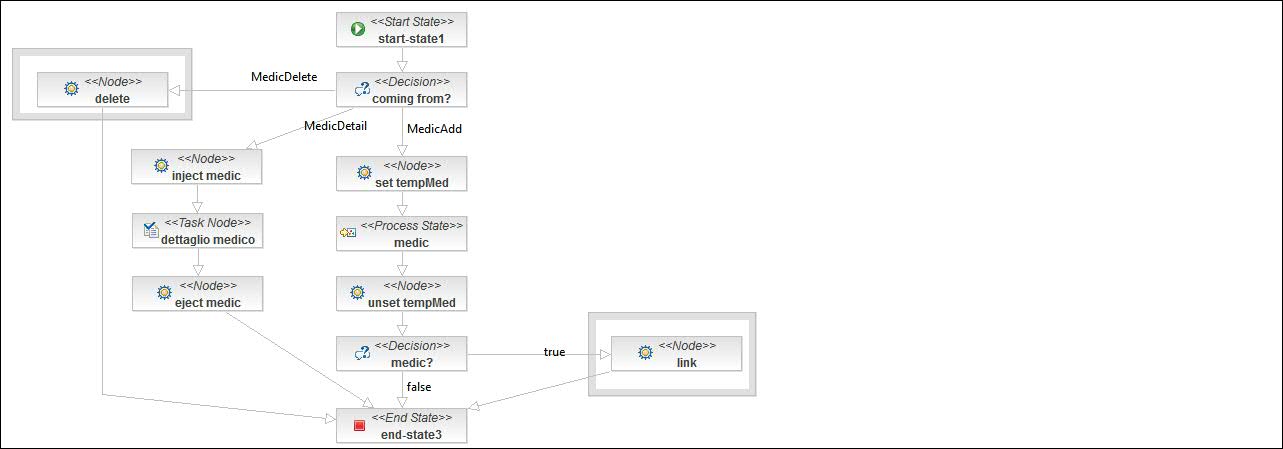 <<Start State>>
start-state1
<<Node>>
delete
MedicDelete
<<Decision>>
coming from?
MedicDetail
MedicAdd
<<Node>>
inject medic
<<Node>>
set tempMed
<<Task Node>>
dettaglio medico
<<Process State>>
medic
<<Node>>
eject medic
<<Node>>
unset tempMed
<<Decision>>
medic?
true
<<Node>>
link
false
<<End State>>
end-state3